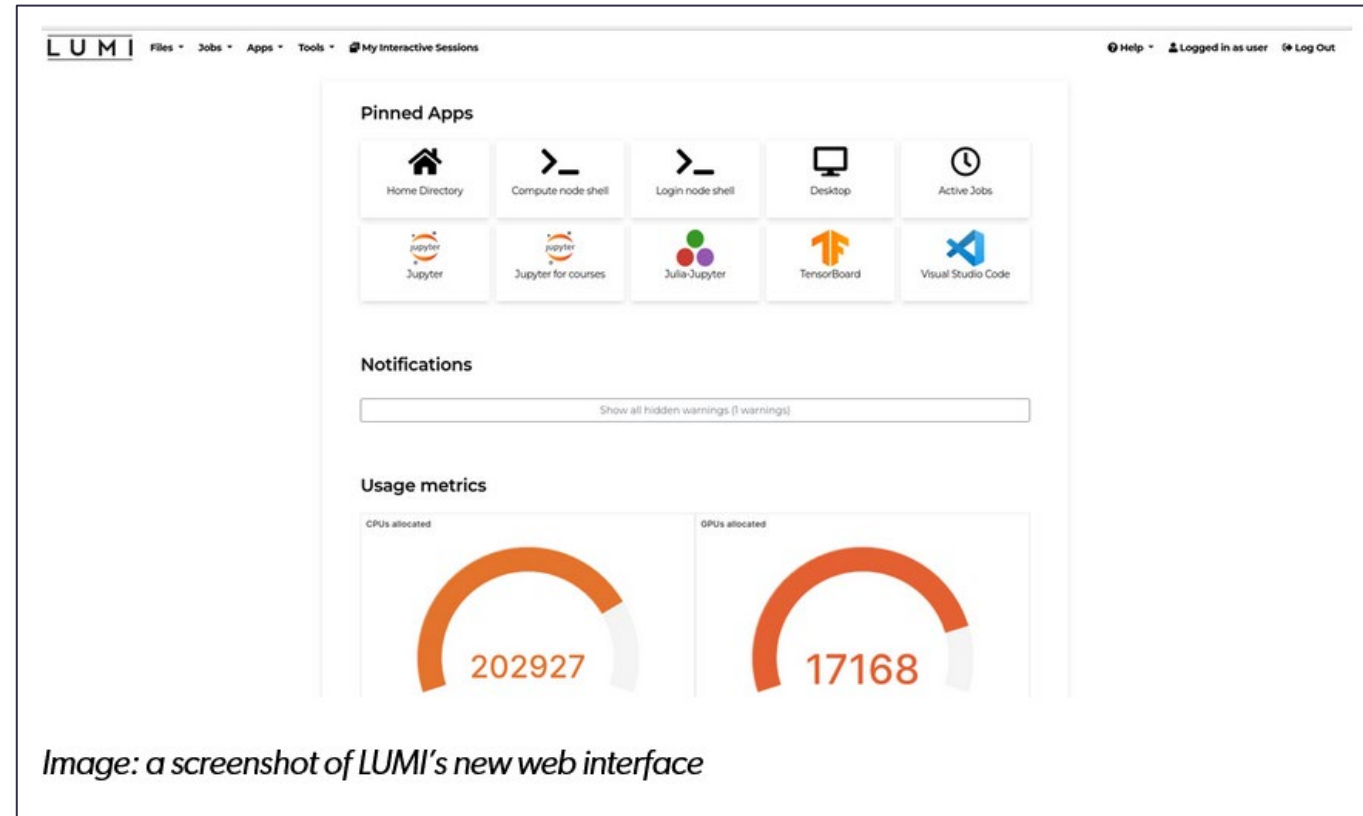 LUMI Files Jobs Apps Tools My Interactive Sessions Help Logged in as user Log Out
Pinned Apps
Home Directory
Compute node shell
Login node shell
Desktop
Active Jobs
jupyter
Jupyter
jupyter
Jupyter for courses
Julia-Jupyter
TensorBoard
Visual Studio Code
Notifications
Show all hidden warnings (1 warnings)
Usage metrics
CPUs allocated
202927
GPUs allocated
17168
Image: a screenshot of LUMI's new web interface